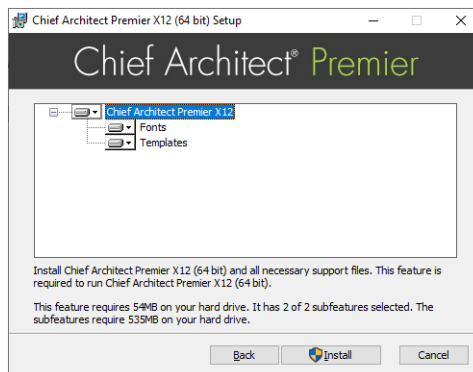 Chief Architect Premier X12 (64 bit) Setup
Chief Architect® Premier
Chief Architect Premier X12
Fonts
Templates
Install Chief Architect Premier X12 (64 bit) and all necessary support files. This feature is
required to run Chief Architect Premier X12 (64 bit).
This feature requires 54MB on your hard drive. It has 2 of 2 subfeatures selected. The
subfeatures require 535MB on your hard drive.
Back Install Cancel